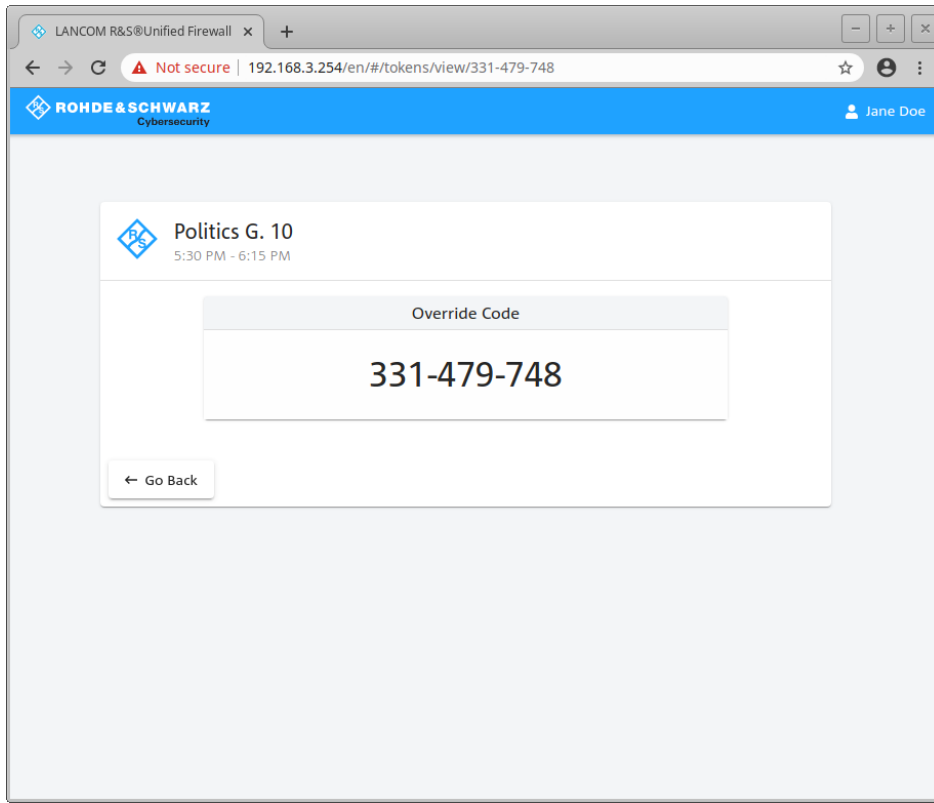 LANCOM R&S®Unified Firewall
Not secure | 192.168.3.254/en/#/tokens/view/331-479-748
ROHDE&SCHWARZ
Cybersecurity
Jane Doe
R S
Politics G. 10
5:30 PM - 6:15 PM
Override Code
331-479-748
← Go Back